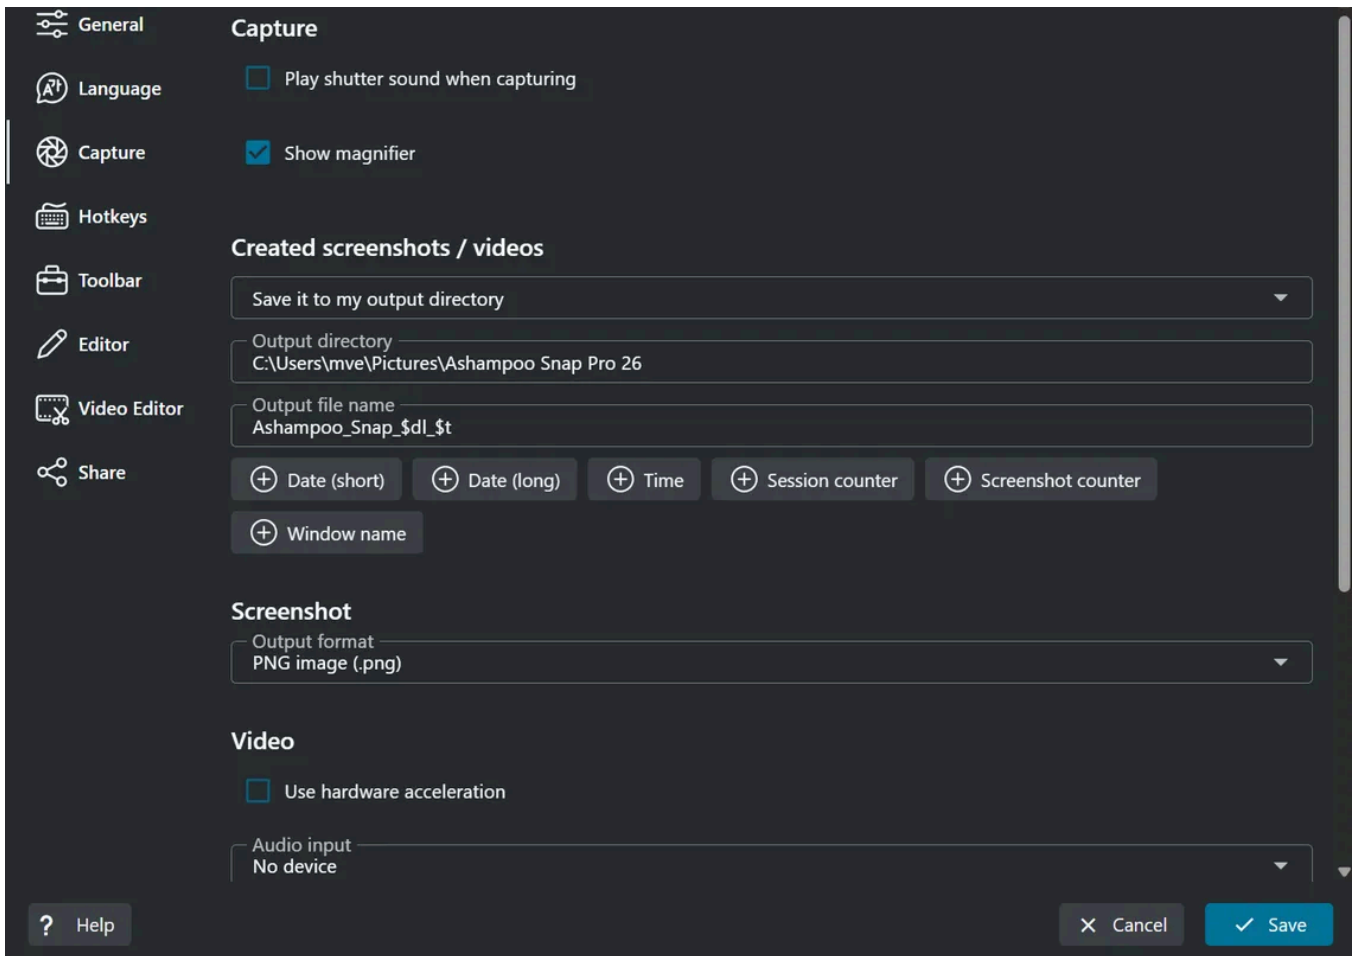 General
Language
Capture
Hotkeys
Toolbar
Editor
Video Editor
Share
Capture
Play shutter sound when capturing
Show magnifier
Created screenshots / videos
Save it to my output directory
Output directory
C:\Users\mve\Pictures\Ashampoo Snap Pro 26
Output file name
Ashampoo_Snap_$dl_$t
Date (short) Date (long) Time Session counter Screenshot counter
Window name
Screenshot
Output format
PNG image (.png)
Video
Use hardware acceleration
Audio input
No device
? Help Cancel Save